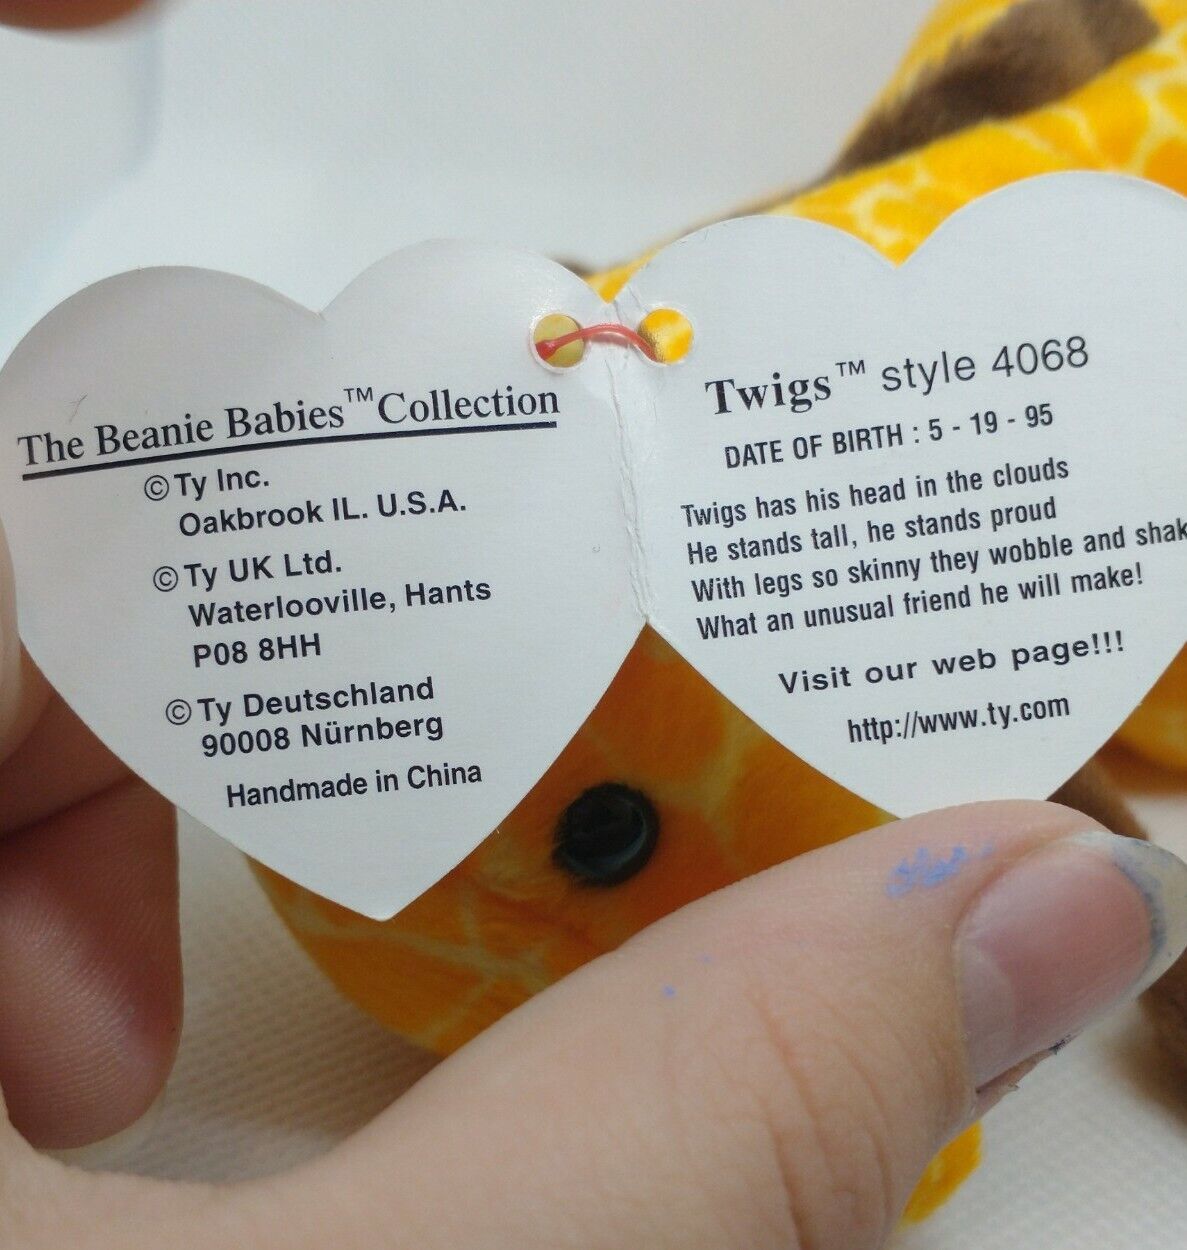 The Beanie Babies™ Collection
© Ty Inc.
Oakbrook IL. U.S.A.
© Ty UK Ltd.
Waterlooville, Hants
P08 8HH
© Ty Deutschland
90008 Nürnberg
Handmade in China
Twigs™ style 4068
DATE OF BIRTH : 5 - 19 - 95
Twigs has his head in the clouds
He stands tall, he stands proud
With legs so skinny they wobble and shak
What an unusual friend he will make!
Visit our web page!!!
http://www.ty.com